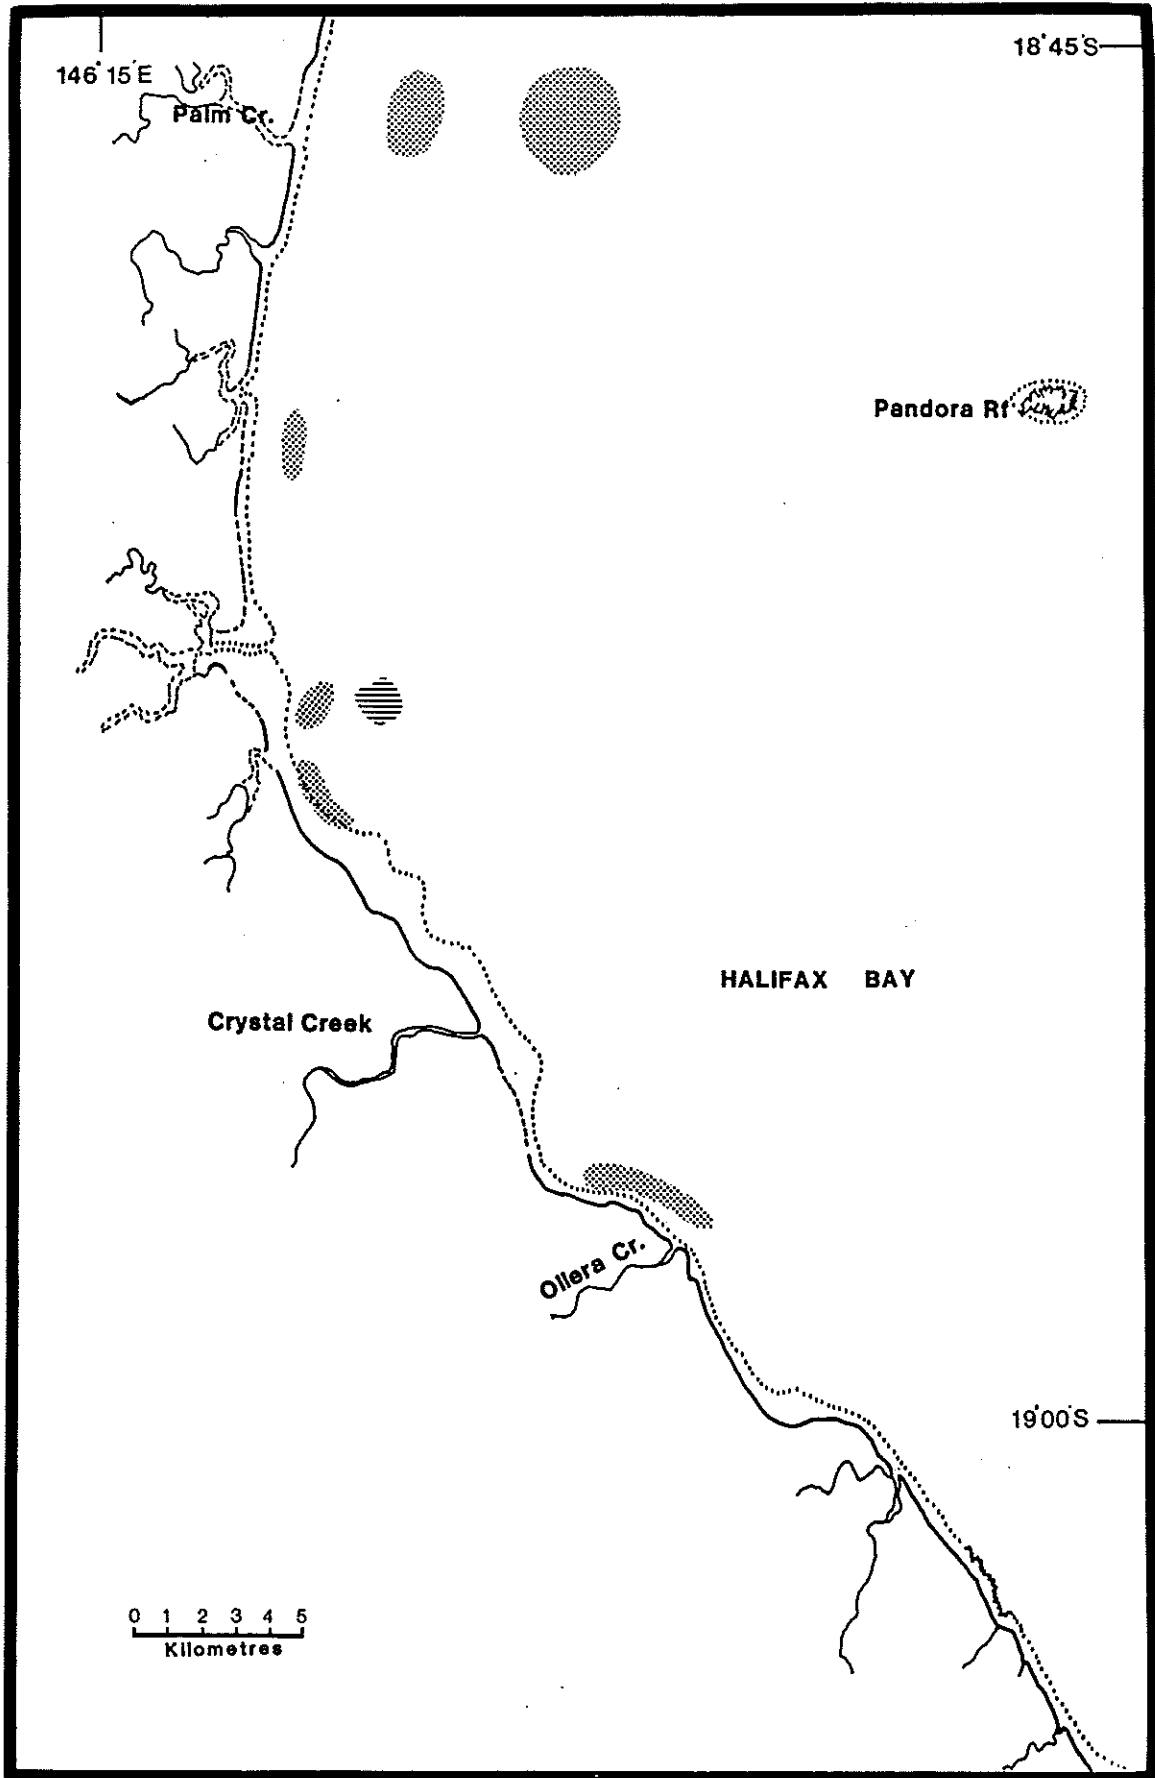 18°45'S
146°15'E
Palm Cr.
Pandora Rf
HALIFAX BAY
Crystal Creek
Ollera Cr.
19°00'S
0 1 2 3 4 5
Kilometres